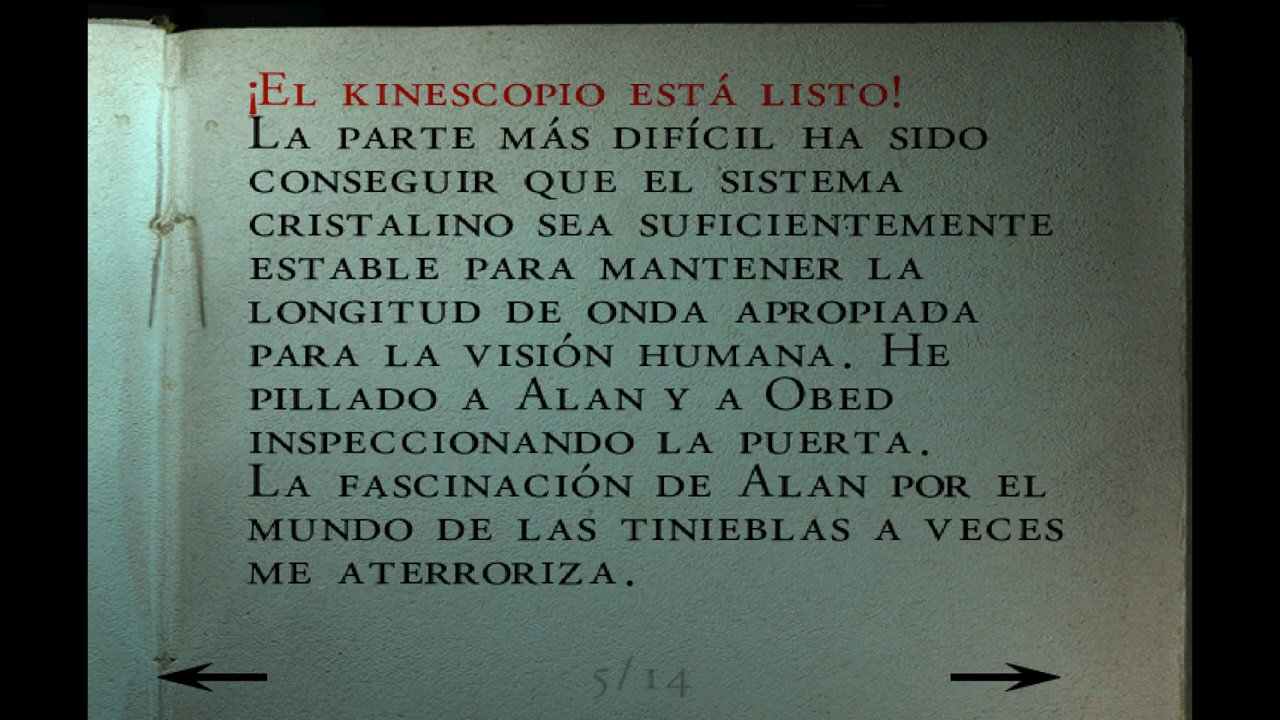 ¡El kinescopio está listo!
La parte más difícil ha sido
conseguir que el sistema
cristalino sea suficientemente
estable para mantener la
longitud de onda apropiada
para la visión humana. He
pillado a Alan y a Obed
inspeccionando la puerta.
La fascinación de Alan por el
mundo de las tinieblas a veces
me aterroriza.
5/14